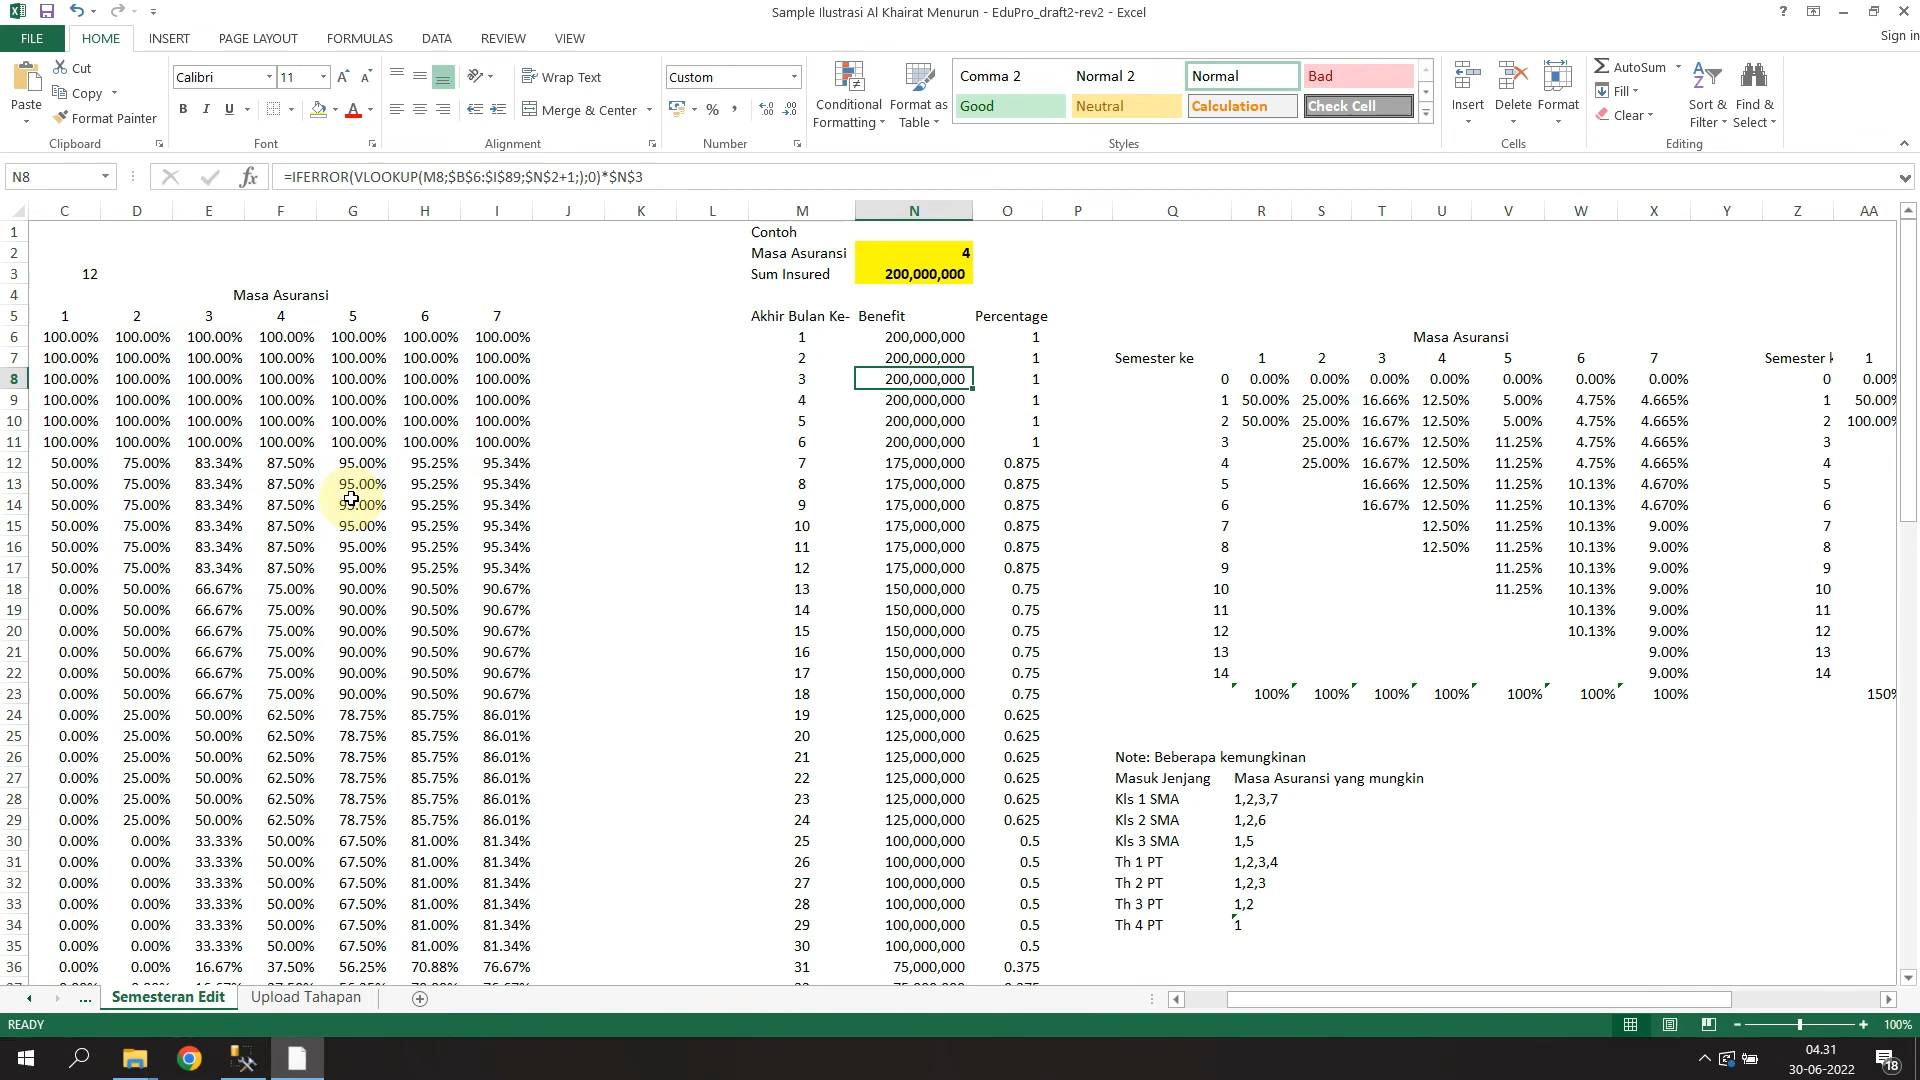 Sample Ilustrasi Al Khairat Menurun - EduPro_draft2-rev2 - Excel
FILE HOME INSERT PAGE LAYOUT FORMULAS DATA REVIEW VIEW Sign in
Paste Cut Copy Format Painter
Calibri 11
Wrap Text
Merge & Center
Custom
Conditional Formatting Format as Table
Comma 2 Normal 2 Normal Bad
Good Neutral Calculation Check Cell
Insert Delete Format
AutoSum Fill Clear
Sort & Filter Find & Select
Clipboard Font Alignment Number Styles Cells Editing
N8 =IFERROR(VLOOKUP(M8;$B$6:$I$89;$N$2+1;);0)*$N$3
C D E F G H I J K L M N O P Q R S T U V W X Y Z AA
1 Contoh
2 Masa Asuransi 4
3 12 Sum Insured 200,000,000
4 Masa Asuransi
5 1 2 3 4 5 6 7 Akhir Bulan Ke- Benefit Percentage
6 100.00% 100.00% 100.00% 100.00% 100.00% 100.00% 100.00% 1 200,000,000 1 Masa Asuransi
7 100.00% 100.00% 100.00% 100.00% 100.00% 100.00% 100.00% 2 200,000,000 1 Semester ke 1 2 3 4 5 6 7 Semester 1
8 100.00% 100.00% 100.00% 100.00% 100.00% 100.00% 100.00% 3 200,000,000 1 0 0.00% 0.00% 0.00% 0.00% 0.00% 0.00% 0.00% 0 0.00%
9 100.00% 100.00% 100.00% 100.00% 100.00% 100.00% 100.00% 4 200,000,000 1 1 50.00% 25.00% 16.66% 12.50% 5.00% 4.75% 4.665% 1 50.00%
10 100.00% 100.00% 100.00% 100.00% 100.00% 100.00% 100.00% 5 200,000,000 1 2 50.00% 25.00% 16.67% 12.50% 5.00% 4.75% 4.665% 2 100.00%
11 100.00% 100.00% 100.00% 100.00% 100.00% 100.00% 100.00% 6 200,000,000 1 3 25.00% 16.67% 12.50% 11.25% 4.75% 4.665% 3
12 50.00% 75.00% 83.34% 87.50% 95.00% 95.25% 95.34% 7 175,000,000 0.875 4 25.00% 16.67% 12.50% 11.25% 4.75% 4.665% 4
13 50.00% 75.00% 83.34% 87.50% 95.00% 95.25% 95.34% 8 175,000,000 0.875 5 16.66% 12.50% 11.25% 10.13% 4.670% 5
14 50.00% 75.00% 83.34% 87.50% 95.00% 95.25% 95.34% 9 175,000,000 0.875 6 16.67% 12.50% 11.25% 10.13% 4.670% 6
15 50.00% 75.00% 83.34% 87.50% 95.00% 95.25% 95.34% 10 175,000,000 0.875 7 12.50% 11.25% 10.13% 9.00% 7
16 50.00% 75.00% 83.34% 87.50% 95.00% 95.25% 95.34% 11 175,000,000 0.875 8 12.50% 11.25% 10.13% 9.00% 8
17 50.00% 75.00% 83.34% 87.50% 95.00% 95.25% 95.34% 12 175,000,000 0.875 9 11.25% 10.13% 9.00% 9
18 0.00% 50.00% 66.67% 75.00% 90.00% 90.50% 90.67% 13 150,000,000 0.75 10 11.25% 10.13% 9.00% 10
19 0.00% 50.00% 66.67% 75.00% 90.00% 90.50% 90.67% 14 150,000,000 0.75 11 10.13% 9.00% 11
20 0.00% 50.00% 66.67% 75.00% 90.00% 90.50% 90.67% 15 150,000,000 0.75 12 10.13% 9.00% 12
21 0.00% 50.00% 66.67% 75.00% 90.00% 90.50% 90.67% 16 150,000,000 0.75 13 9.00% 13
22 0.00% 50.00% 66.67% 75.00% 90.00% 90.50% 90.67% 17 150,000,000 0.75 14 9.00% 14
23 0.00% 50.00% 66.67% 75.00% 90.00% 90.50% 90.67% 18 150,000,000 0.75 100% 100% 100% 100% 100% 100% 100% 150%
24 0.00% 25.00% 50.00% 62.50% 78.75% 85.75% 86.01% 19 125,000,000 0.625
25 0.00% 25.00% 50.00% 62.50% 78.75% 85.75% 86.01% 20 125,000,000 0.625
26 0.00% 25.00% 50.00% 62.50% 78.75% 85.75% 86.01% 21 125,000,000 0.625 Note: Beberapa kemungkinan
27 0.00% 25.00% 50.00% 62.50% 78.75% 85.75% 86.01% 22 125,000,000 0.625 Masuk Jenjang Masa Asuransi yang mungkin
28 0.00% 25.00% 50.00% 62.50% 78.75% 85.75% 86.01% 23 125,000,000 0.625 Kls 1 SMA 1,2,3,7
29 0.00% 25.00% 50.00% 62.50% 78.75% 85.75% 86.01% 24 125,000,000 0.625 Kls 2 SMA 1,2,6
30 0.00% 0.00% 33.33% 50.00% 67.50% 81.00% 81.34% 25 100,000,000 0.5 Kls 3 SMA 1,5
31 0.00% 0.00% 33.33% 50.00% 67.50% 81.00% 81.34% 26 100,000,000 0.5 Th 1 PT 1,2,3,4
32 0.00% 0.00% 33.33% 50.00% 67.50% 81.00% 81.34% 27 100,000,000 0.5 Th 2 PT 1,2,3
33 0.00% 0.00% 33.33% 50.00% 67.50% 81.00% 81.34% 28 100,000,000 0.5 Th 3 PT 1,2
34 0.00% 0.00% 33.33% 50.00% 67.50% 81.00% 81.34% 29 100,000,000 0.5 Th 4 PT 1
35 0.00% 0.00% 33.33% 50.00% 67.50% 81.00% 81.34% 30 100,000,000 0.5
36 0.00% 0.00% 16.67% 37.50% 56.25% 70.88% 76.67% 31 75,000,000 0.375
... Semesteran Edit Upload Tahapan
READY 100%
04.31
30-06-2022
18